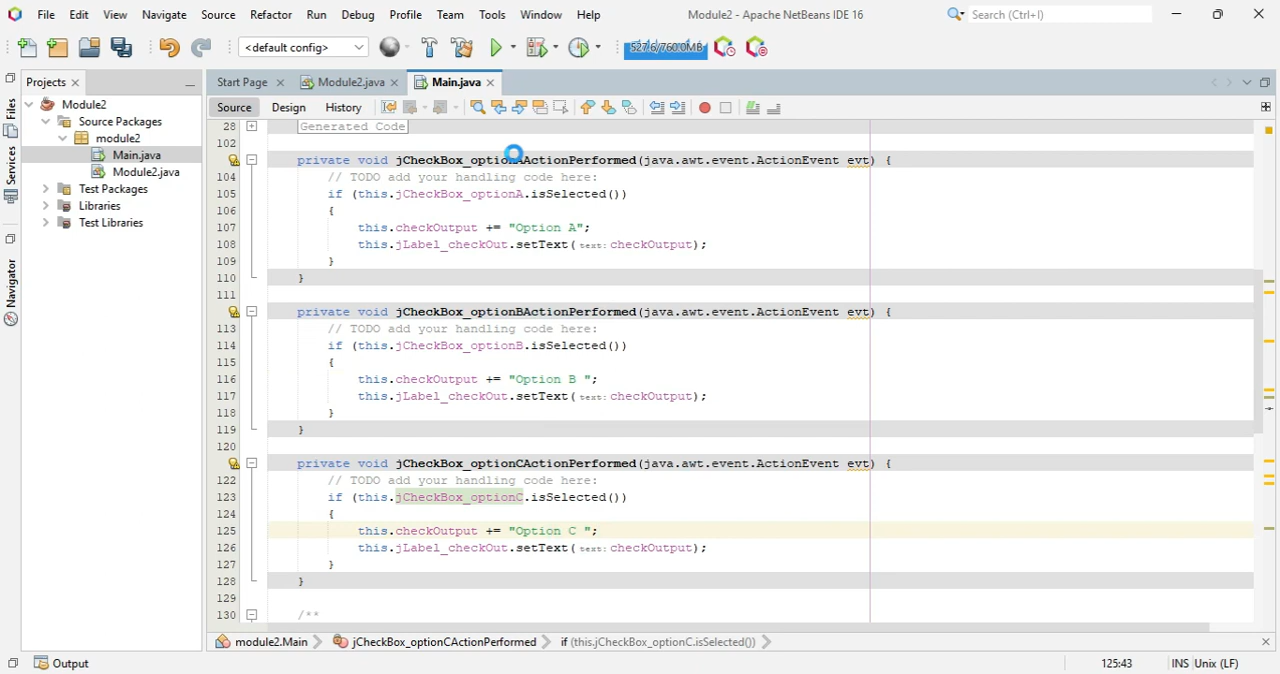 File Edit View Navigate Source Refactor Run Debug Profile Team Tools Window Help
Module2 - Apache NetBeans IDE 16
Search (Ctrl+I)
<default config>
527.6/760.0MB
Projects
Start Page
Module2.java
Main.java
Source Design History
Files
Services
Navigator
Module2
Source Packages
module2
Main.java
Module2.java
Test Packages
Libraries
Test Libraries
28 Generated Code
102
private void jCheckBox_optionAActionPerformed(java.awt.event.ActionEvent evt) {
104 // TODO add your handling code here:
105 if (this.jCheckBox_optionA.isSelected())
106 {
107 this.checkOutput += "Option A";
108 this.jLabel_checkOut.setText(text:checkOutput);
109 }
110 }
111
private void jCheckBox_optionBActionPerformed(java.awt.event.ActionEvent evt) {
113 // TODO add your handling code here:
114 if (this.jCheckBox_optionB.isSelected())
115 {
116 this.checkOutput += "Option B ";
117 this.jLabel_checkOut.setText(text:checkOutput);
118 }
119 }
120
private void jCheckBox_optionCActionPerformed(java.awt.event.ActionEvent evt) {
122 // TODO add your handling code here:
123 if (this.jCheckBox_optionC.isSelected())
124 {
125 this.checkOutput += "Option C ";
126 this.jLabel_checkOut.setText(text:checkOutput);
127 }
128 }
129
130 /**
module2.Main jCheckBox_optionCActionPerformed if (this.jCheckBox_optionC.isSelected())
Output
125:43 INS Unix (LF)